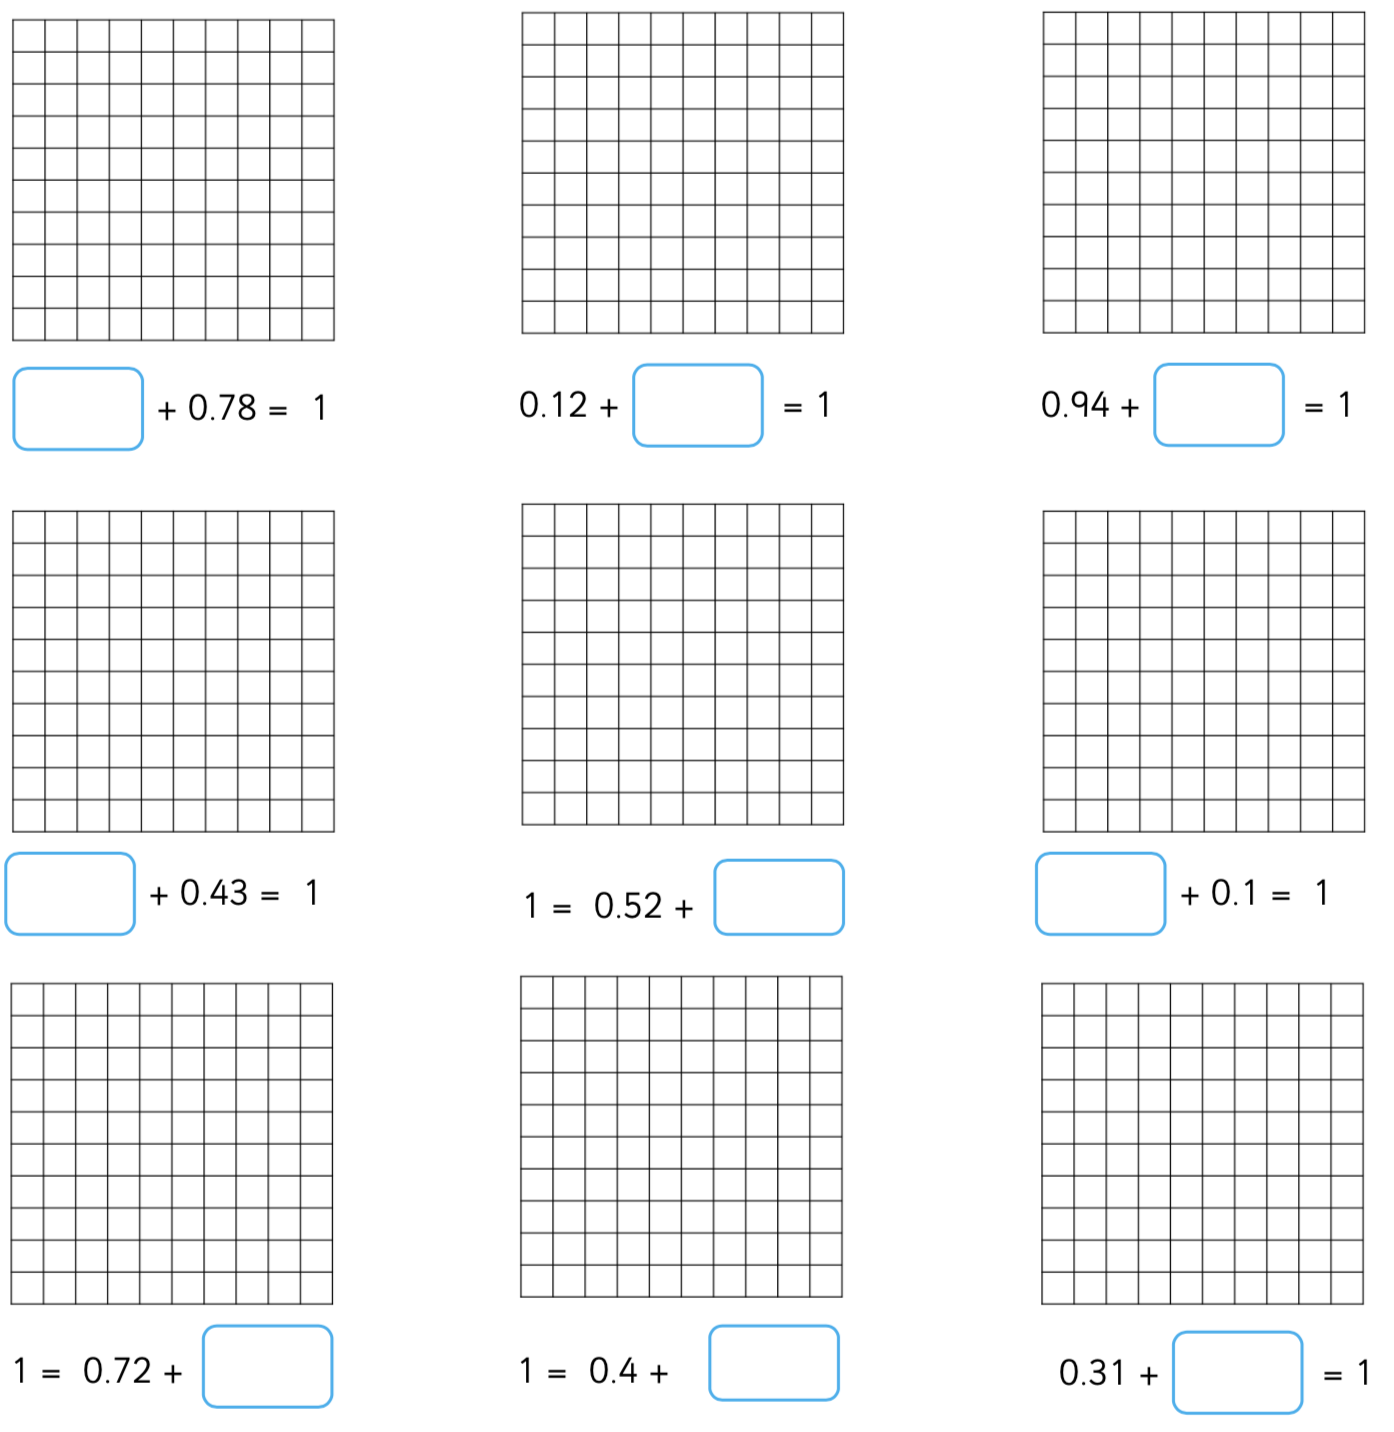 + 0.78 = 1
0.12 + = 1
0.94 + = 1
+ 0.43 = 1
1 = 0.52 +
+ 0.1 = 1
1 = 0.72 +
1 = 0.4 +
0.31 + = 1